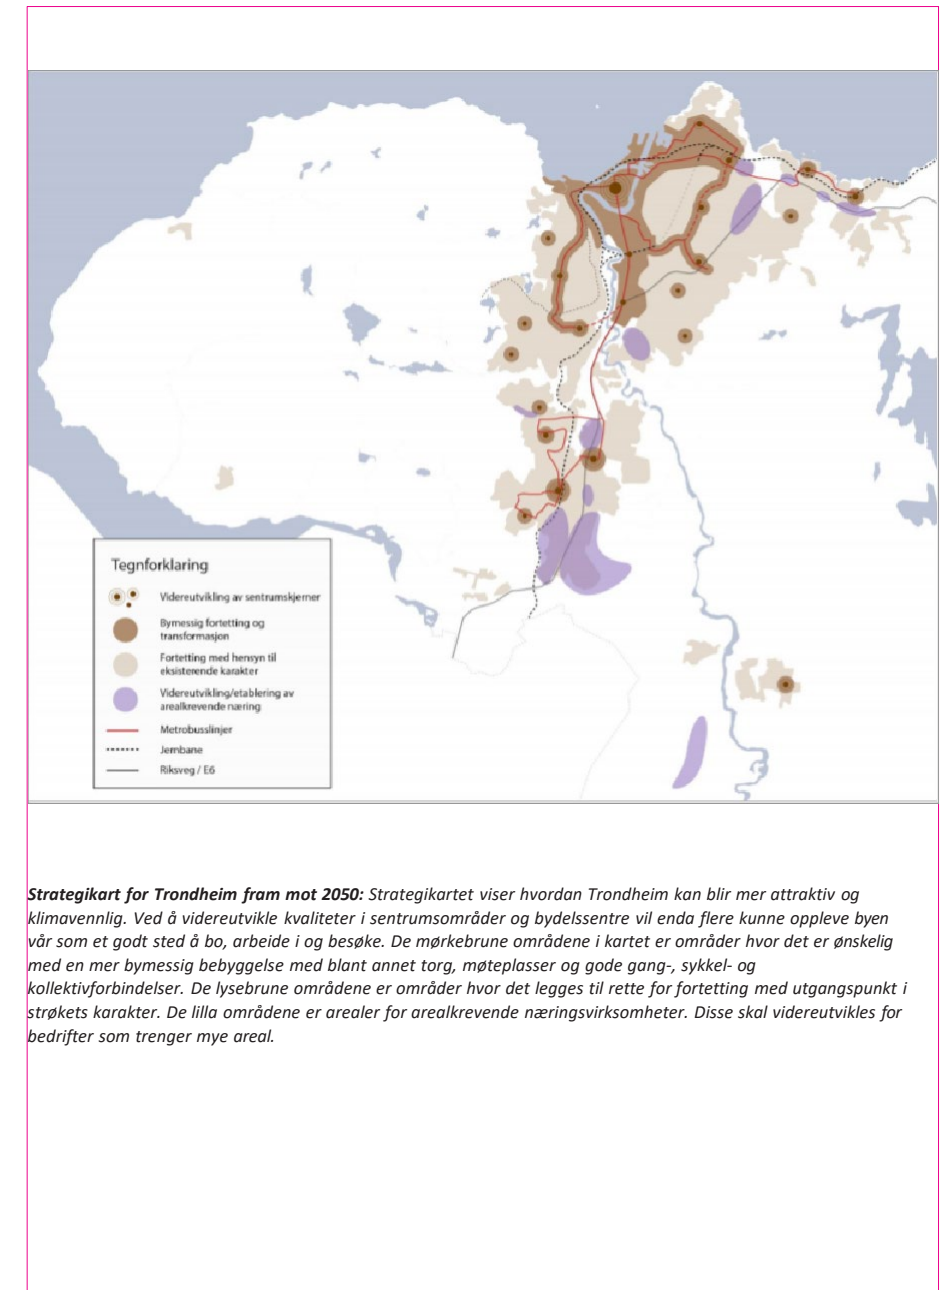 Tegnforklaring
Videreutvikling av sentrumskjerner
Bymessig fortetting og
transformasjon
Fortetting med hensyn til
eksisterende karakter
Videreutvikling/etablering av
arealkrevende næring
Metrobusslinjer
Jernbane
Riksveg / E6
Strategikart for Trondheim fram mot 2050: Strategikartet viser hvordan Trondheim kan blir mer attraktiv og
klimavennlig. Ved å videreutvikle kvaliteter i sentrumsområder og bydelssentre vil enda flere kunne oppleve byen
vår som et godt sted å bo, arbeide i og besøke. De mørkebrune områdene i kartet er områder hvor det er ønskelig
med en mer bymessig bebyggelse med blant annet torg, møteplasser og gode gang-, sykkel- og
kollektivforbindelser. De lysebrune områdene er områder hvor det legges til rette for fortetting med utgangspunkt i
strøkets karakter. De lilla områdene er arealer for arealkrevende næringsvirksomheter. Disse skal videreutvikles for
bedrifter som trenger mye areal.